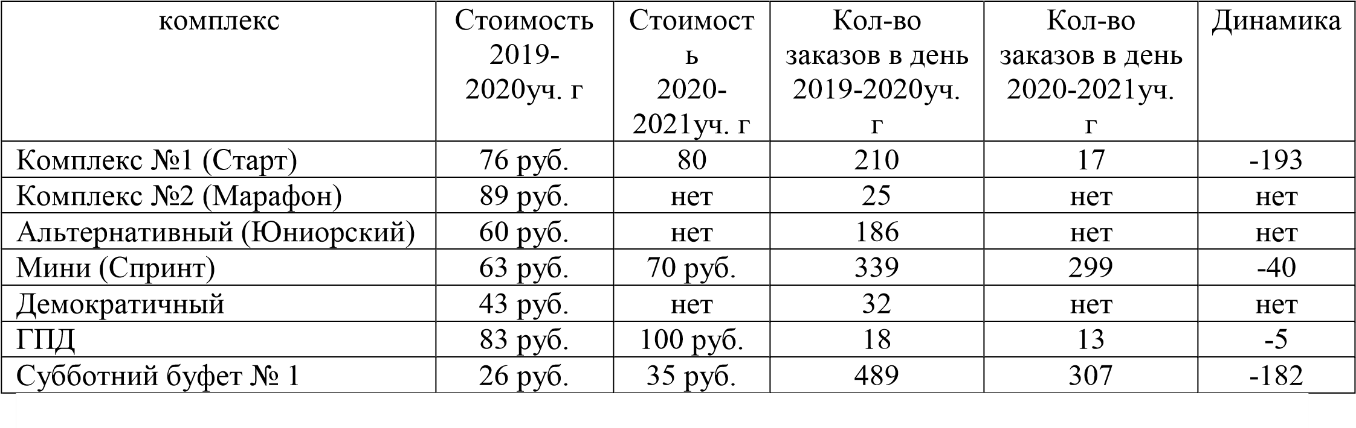 комплекс Стоимость 2019- 2020уч. г Стоимост ь 2020- 2021уч. г Кол-во заказов в день 2019-2020уч. г Кол-во заказов в день 2020-2021уч. г Динамика
Комплекс №1 (Старт) 76 руб. 80 210 17 -193
Комплекс №2 (Марафон) 89 руб. нет 25 нет нет
Альтернативный (Юниорский) 60 руб. нет 186 нет нет
Мини (Спринт) 63 руб. 70 руб. 339 299 -40
Демократичный 43 руб. нет 32 нет нет
ГПД 83 руб. 100 руб. 18 13 -5
Субботний буфет № 1 26 руб. 35 руб. 489 307 -182